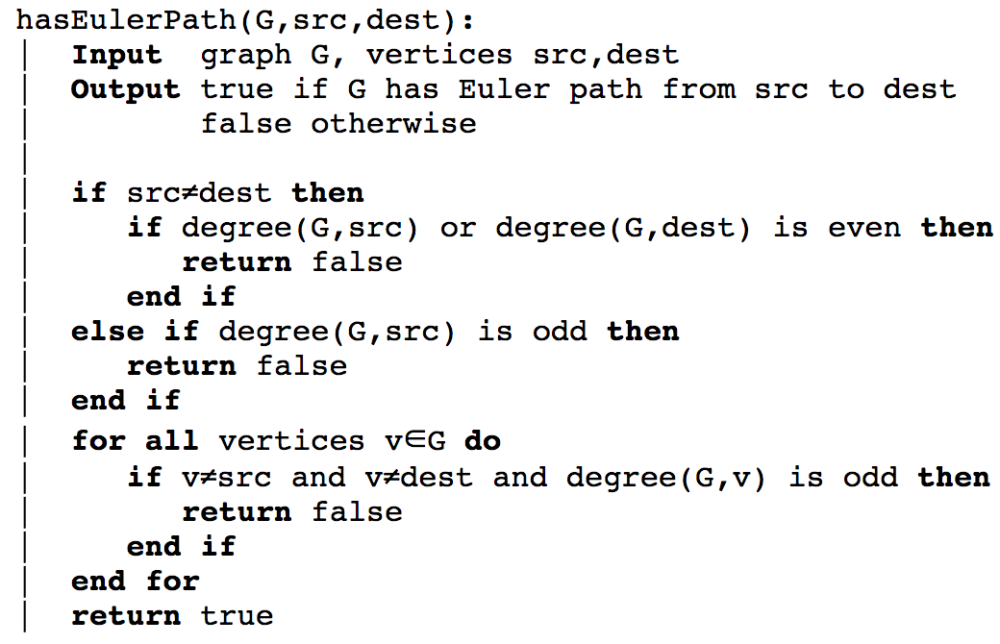 hasEulerPath(G,src,dest):
| Input graph G, vertices src,dest
| Output true if G has Euler path from src to dest
| false otherwise
|
| if src≠dest then
| if degree(G,src) or degree(G,dest) is even then
| return false
| end if
| else if degree(G,src) is odd then
| return false
| end if
| for all vertices v∈G do
| if v≠src and v≠dest and degree(G,v) is odd then
| return false
| end if
| end for
| return true